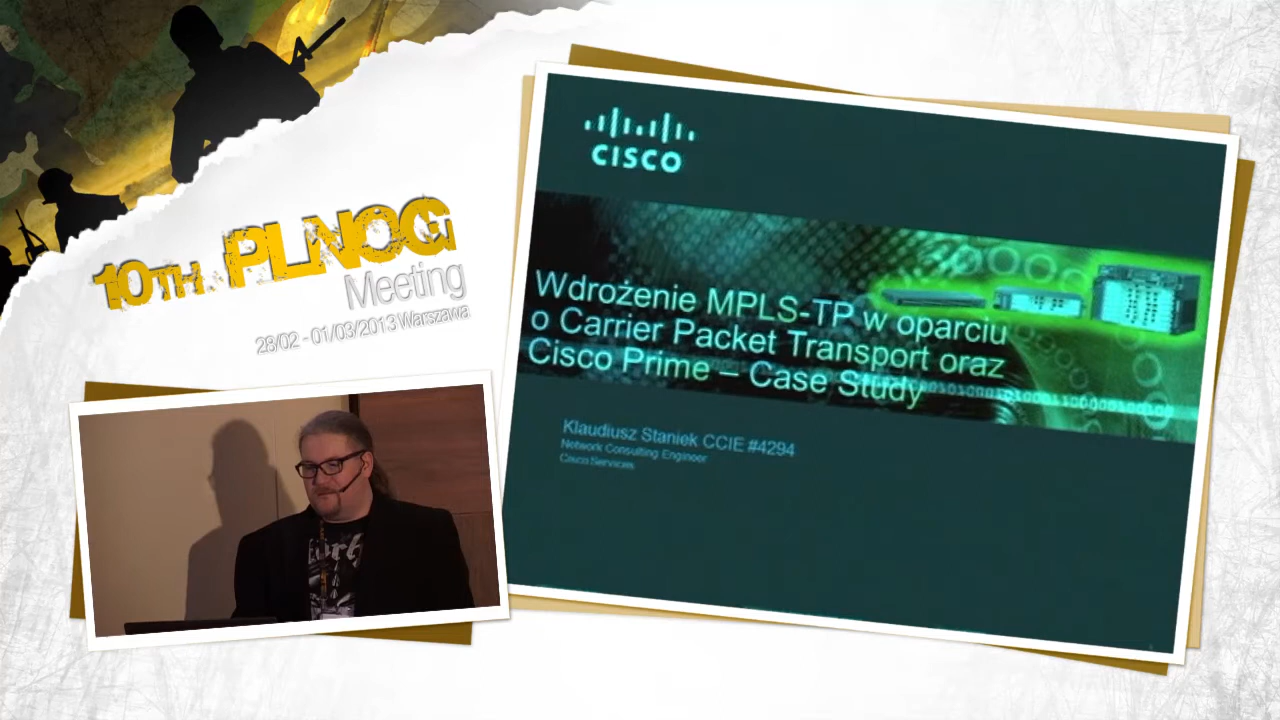 10TH. PLNOG
Meeting
28/02 - 01/03/2013 Warszawa
CISCO
Wdrożenie MPLS-TP w oparciu
o Carrier Packet Transport oraz
Cisco Prime – Case Study
Klaudiusz Staniek CCIE #4294
Network Consulting Engineer
Cisco Services